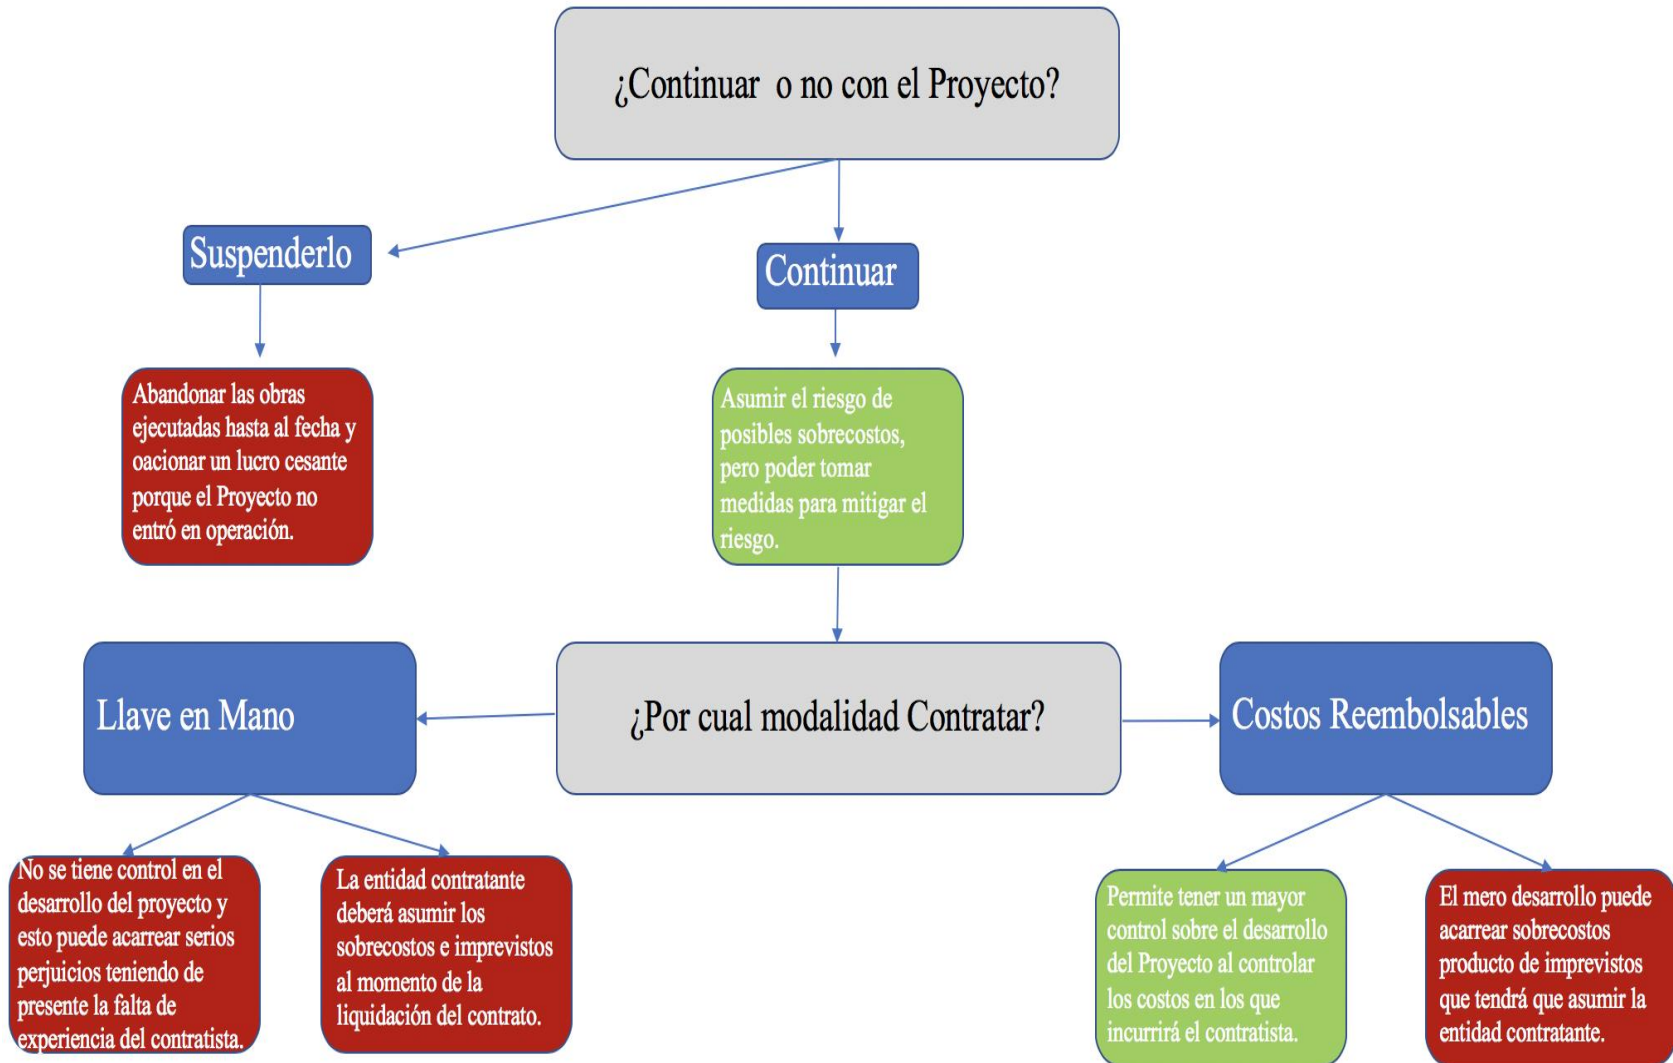 ¿Continuar o no con el Proyecto?
Suspenderlo
Continuar
Abandonar las obras
ejecutadas hasta al fecha y
oacionar un lucro cesante
porque el Proyecto no
entró en operación.
Asumir el riesgo de
posibles sobrecostos,
pero poder tomar
medidas para mitigar el
riesgo.
Llave en Mano
¿Por cual modalidad Contratar?
Costos Reembolsables
No se tiene control en el
desarrollo del proyecto y
esto puede acarrear serios
perjuicios teniendo de
presente la falta de
experiencia del contratista.
La entidad contratante
deberá asumir los
sobrecostos e imprevistos
al momento de la
liquidación del contrato.
Permite tener un mayor
control sobre el desarrollo
del Proyecto al controlar
los costos en los que
incurrirá el contratista.
El mero desarrollo puede
acarrear sobrecostos
producto de imprevistos
que tendrá que asumir la
entidad contratante.